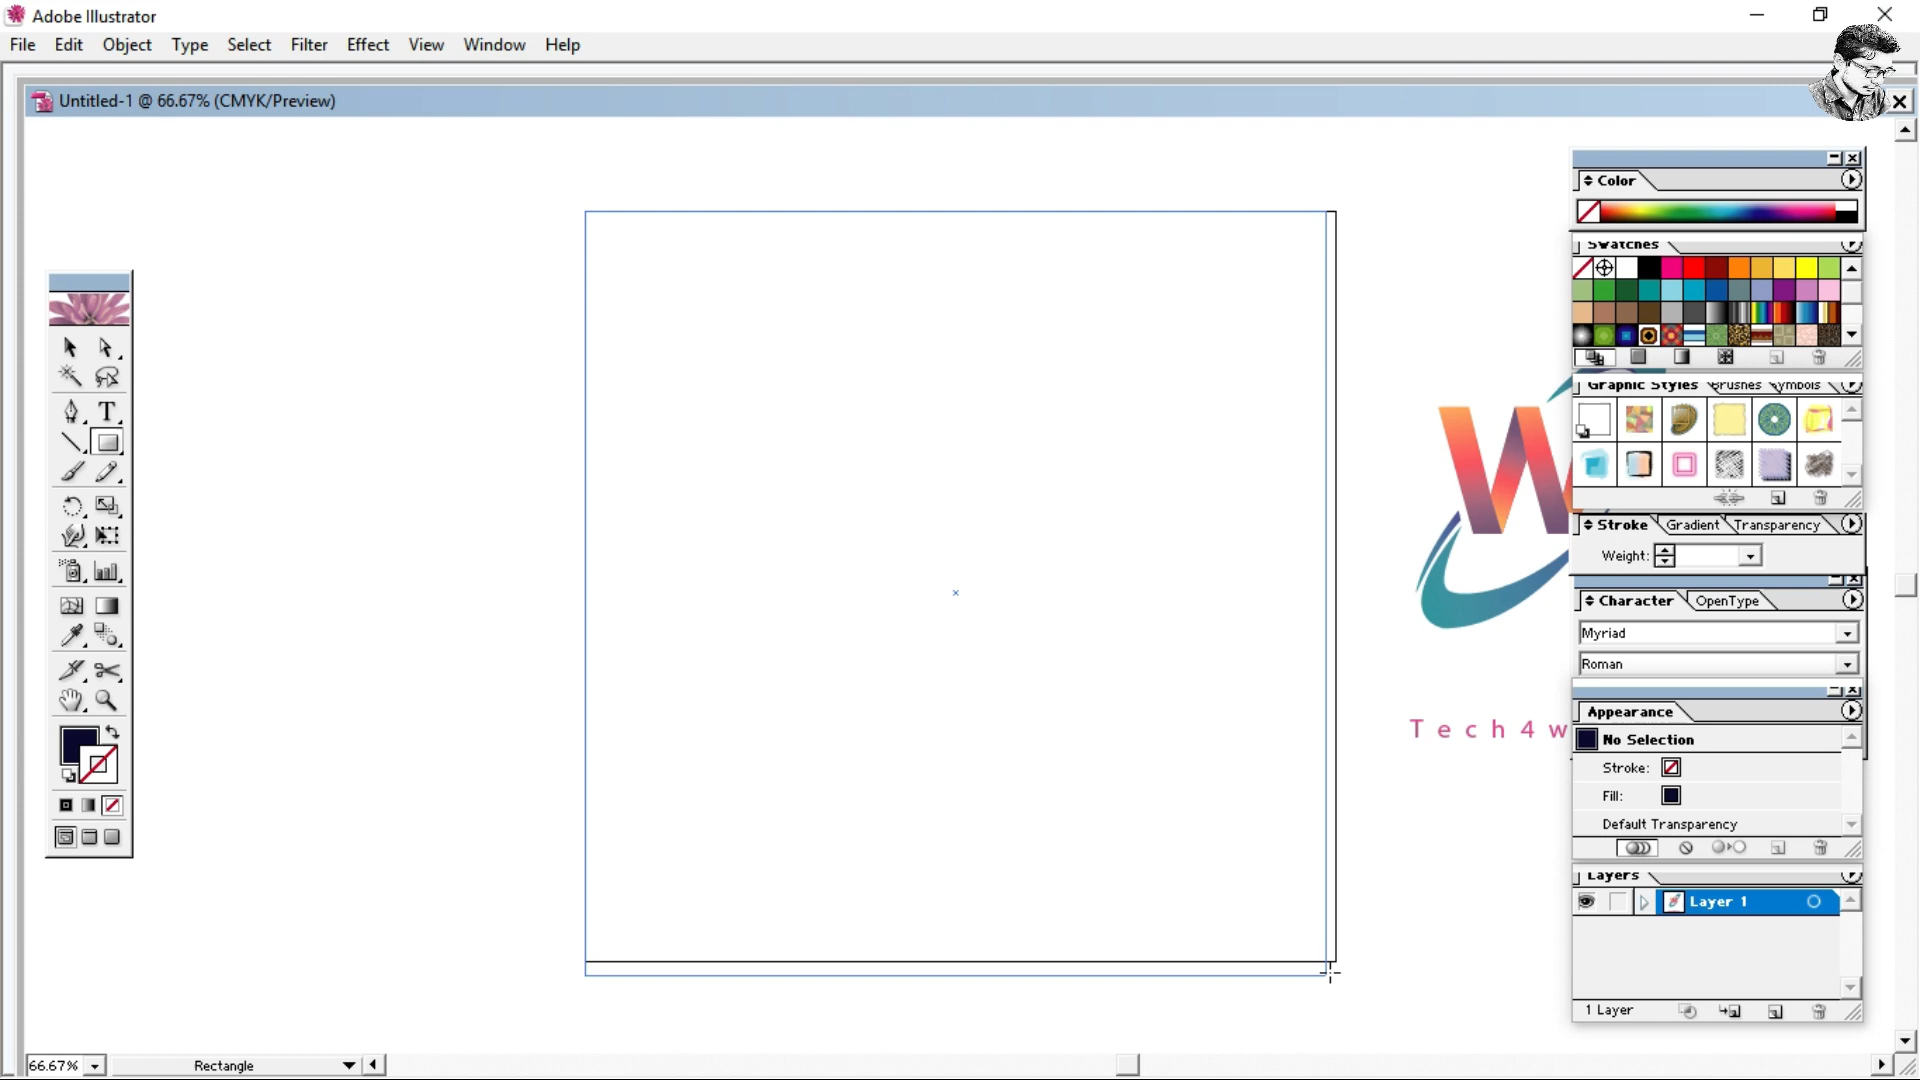 Adobe Illustrator
File Edit Object Type Select Filter Effect View Window Help
Untitled-1 @ 66.67% (CMYK/Preview)
Color
Swatches
Graphic Styles Brushes Symbols
W
Stroke Gradient Transparency
Weight:
Character OpenType
Myriad
Roman
Tech4w
Appearance
No Selection
Stroke:
Fill:
Default Transparency
Layers
Layer 1
1 Layer
66.67% Rectangle